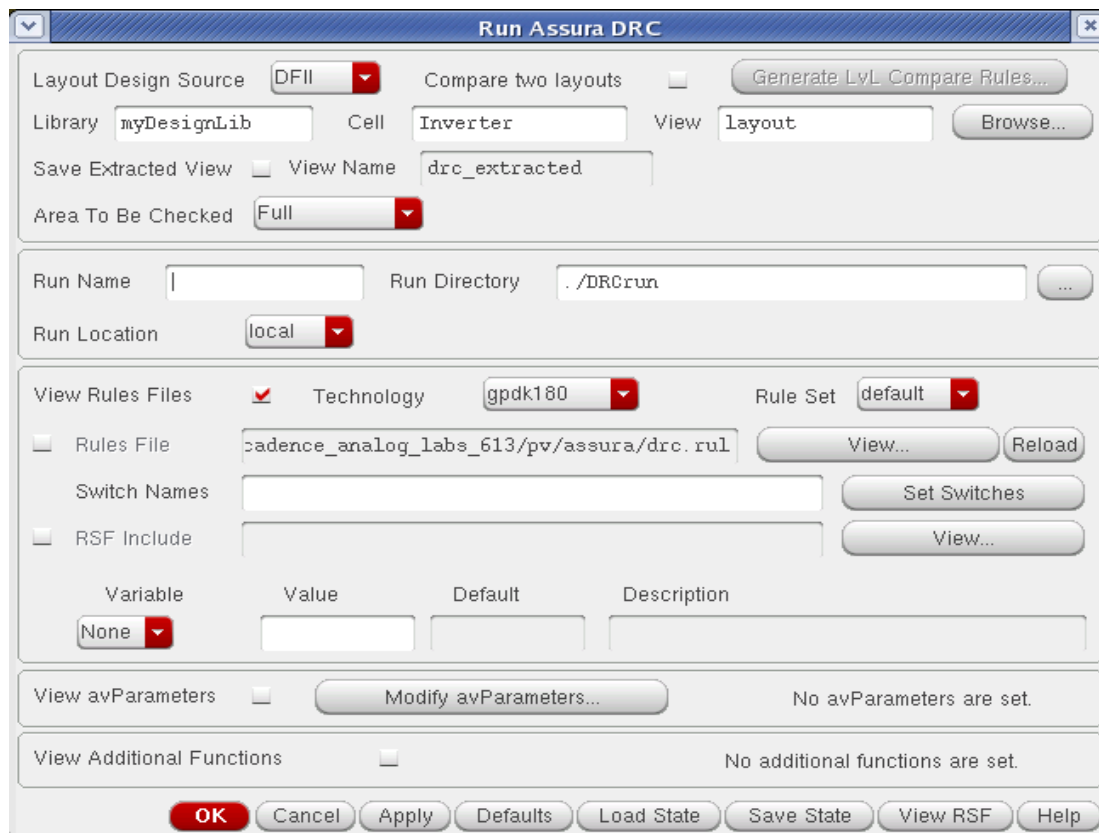 Run Assura DRC
Layout Design Source DFII Compare two layouts Generate LvL Compare Rules...
Library myDesignLib Cell Inverter View layout Browse...
Save Extracted View View Name drc_extracted
Area To Be Checked Full
Run Name Run Directory ./DRCrun ...
Run Location local
View Rules Files Technology gpdk180 Rule Set default
Rules File cadence_analog_labs_613/pv/assura/drc.rul View... Reload
Switch Names Set Switches
RSF Include View...
Variable Value Default Description
None
View avParameters Modify avParameters... No avParameters are set.
View Additional Functions No additional functions are set.
OK Cancel Apply Defaults Load State Save State View RSF Help